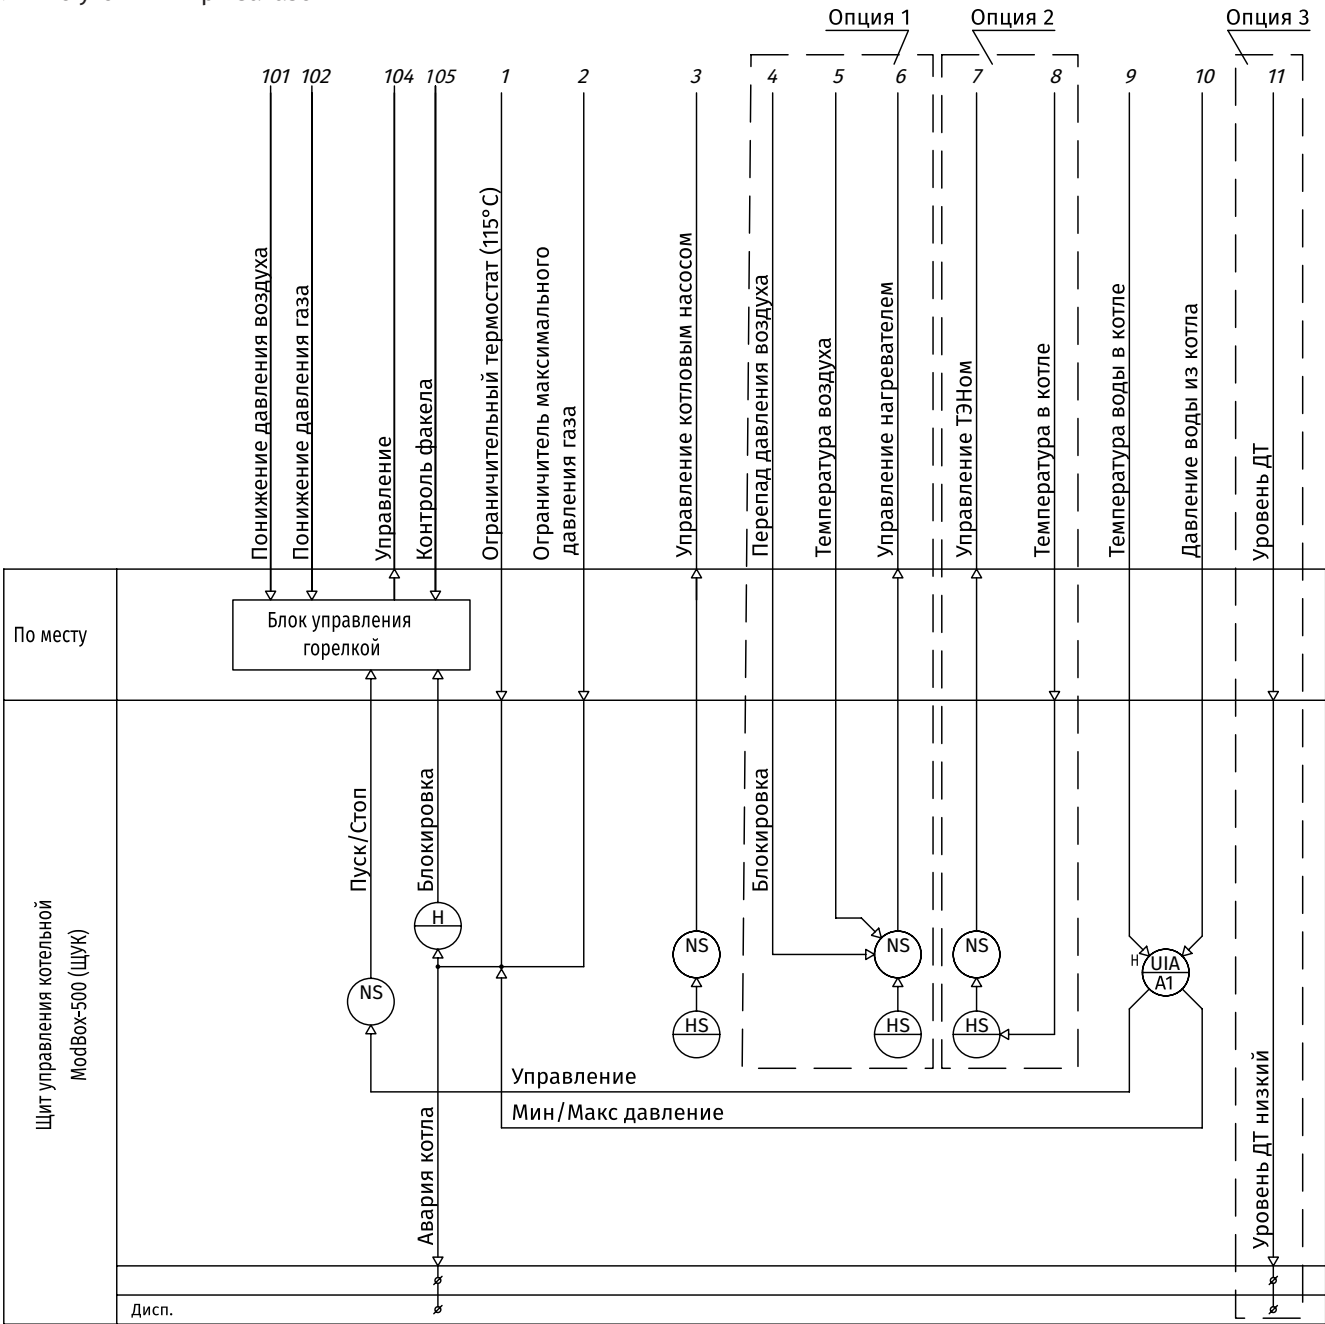 Опция 1
Опция 2
Опция 3
101
102
104
105
1
2
3
4
5
6
7
8
9
10
11
Понижение давления воздуха
Понижение давления газа
Управление
Контроль факела
Ограничительный термостат (115°С)
Ограничитель максимального
давления газа
Управление котловым насосом
Перепад давления воздуха
Температура воздуха
Управление нагревателем
Управление ТЭНом
Температура в котле
Температура воды в котле
Давление воды из котла
Уровень ДТ
По месту
Блок управления
горелкой
Щит управления котельной
ModBox-500 (ЩУК)
Пуск/Стоп
Блокировка
Блокировка
H
NS
NS
HS
NS
HS
NS
HS
H
UIA
A1
Управление
Мин/Макс давление
Авария котла
Уровень ДТ низкий
Дисп.